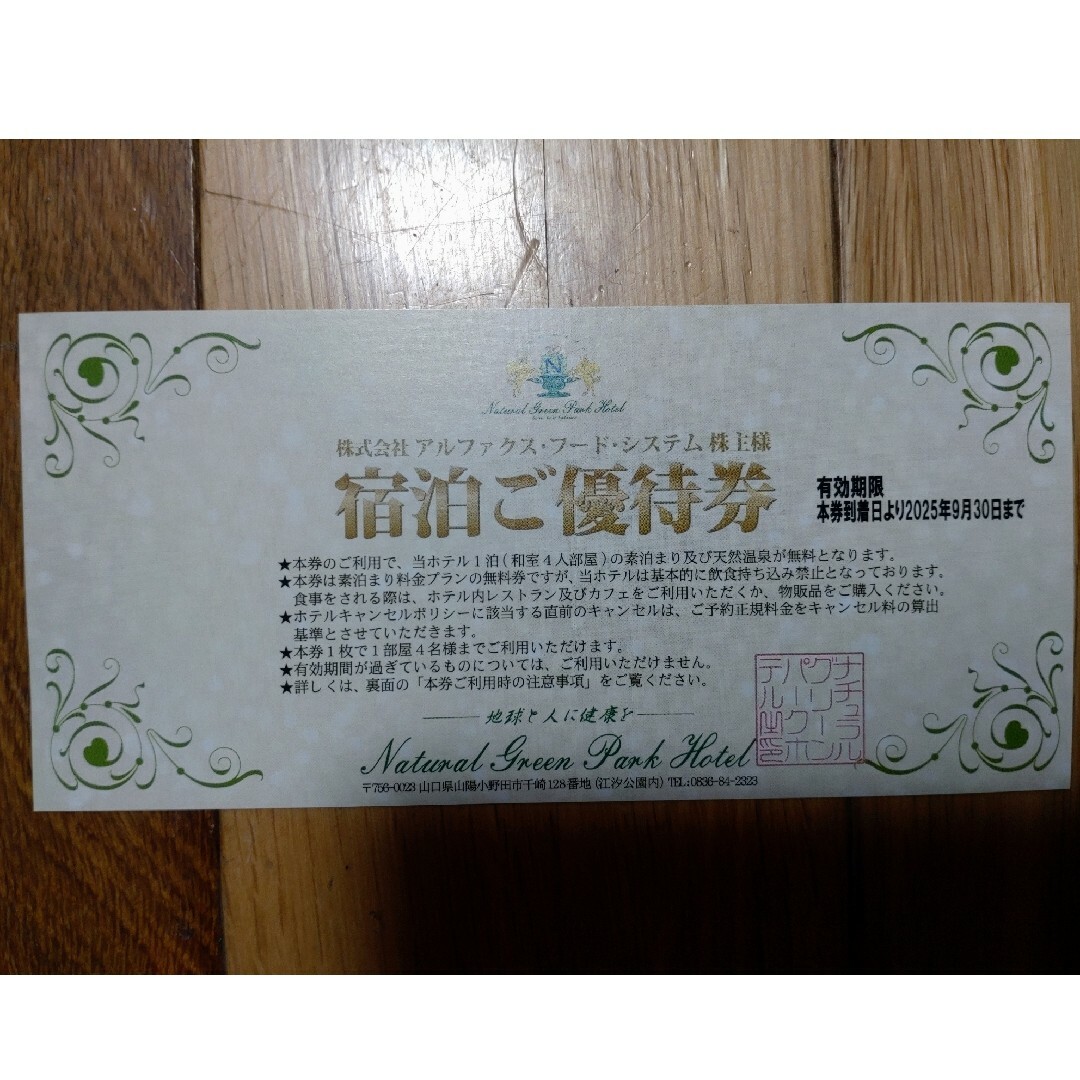 N
Natural Green Park Hotel
株式会社 アルファクス・フード・システム 株主様
宿泊ご優待券
有効期限
本券到着日より2025年9月30日まで
★本券のご利用で、当ホテル1泊(和室4人部屋)の素泊まり及び天然温泉が無料となります。
★本券は素泊まり料金プランの無料券ですが、当ホテルは基本的に飲食持ち込み禁止となっております。
食事をされる際は、ホテル内レストラン及びカフェをご利用いただくか、物販品をご購入ください。
★ホテルキャンセルポリシーに該当する直前のキャンセルは、ご予約正規料金をキャンセル料の算出
基準とさせていただきます。
★本券1枚で1部屋4名様までご利用いただけます。
★有効期間が過ぎているものについては、ご利用いただけません。
★詳しくは、裏面の「本券ご利用時の注意事項」をご覧ください。
地球と人に健康を
Natural Green Park Hotel
〒756-0023 山口県山陽小野田市千崎128番地(江汐公園内) TEL:0836-84-2323
ナチュラル
グリーン
パークホ
テル之印